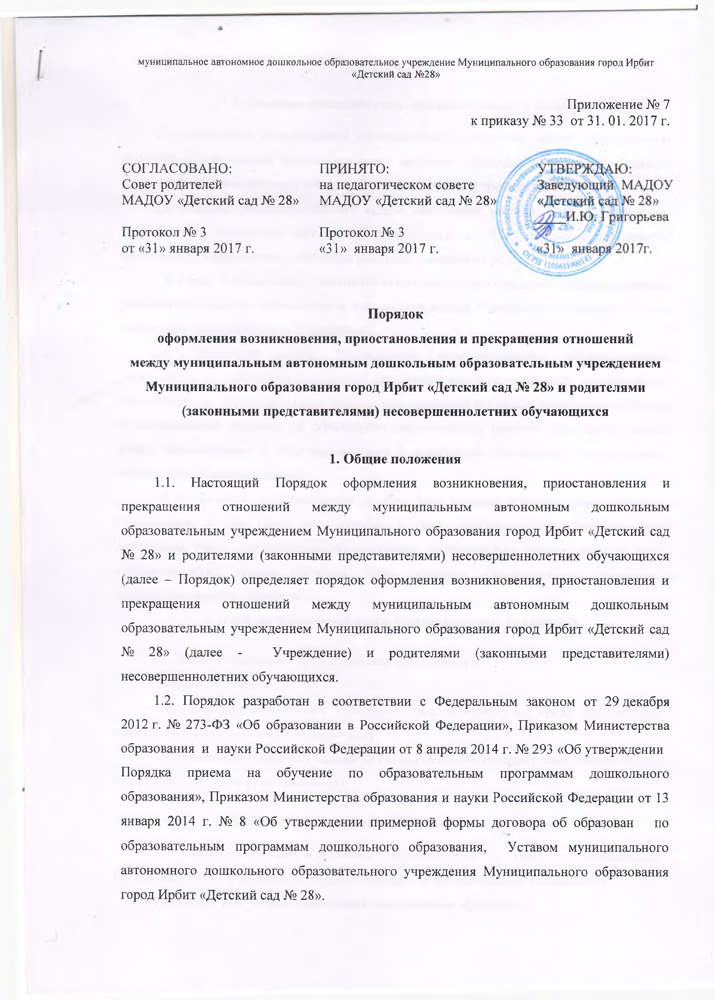 муниципальное автономное дошкольное образовательное учреждение Муниципального образования город Ирбит
«Детский сад №28»
Приложение № 7
к приказу № 33 от 31. 01. 2017 г.
СОГЛАСОВАНО:
Совет родителей
МАДОУ «Детский сад № 28»
Протокол № 3
от «31» января 2017 г.
ПРИНЯТО:
на педагогическом совете
МАДОУ «Детский сад № 28»
Протокол № 3
«31» января 2017 г.
УТВЕРЖДАЮ:
Заведующий МАДОУ
«Детский сад № 28»
____И.Ю. Григорьева
«31» января 2017г.
Российская Федерация Свердловская
ОГРН 1106611000143
Порядок
оформления возникновения, приостановления и прекращения отношений
между муниципальным автономным дошкольным образовательным учреждением
Муниципального образования город Ирбит «Детский сад № 28» и родителями
(законными представителями) несовершеннолетних обучающихся
1. Общие положения
1.1. Настоящий Порядок оформления возникновения, приостановления и
прекращения отношений между муниципальным автономным дошкольным
образовательным учреждением Муниципального образования город Ирбит «Детский сад
№ 28» и родителями (законными представителями) несовершеннолетних обучающихся
(далее – Порядок) определяет порядок оформления возникновения, приостановления и
прекращения отношений между муниципальным автономным дошкольным
образовательным учреждением Муниципального образования город Ирбит «Детский сад
№ 28» (далее - Учреждение) и родителями (законными представителями)
несовершеннолетних обучающихся.
1.2. Порядок разработан в соответствии с Федеральным законом от 29 декабря
2012 г. № 273-ФЗ «Об образовании в Российской Федерации», Приказом Министерства
образования и науки Российской Федерации от 8 апреля 2014 г. № 293 «Об утверждении
Порядка приема на обучение по образовательным программам дошкольного
образования», Приказом Министерства образования и науки Российской Федерации от 13
января 2014 г. № 8 «Об утверждении примерной формы договора об образован по
образовательным программам дошкольного образования, Уставом муниципального
автономного дошкольного образовательного учреждения Муниципального образования
город Ирбит «Детский сад № 28».